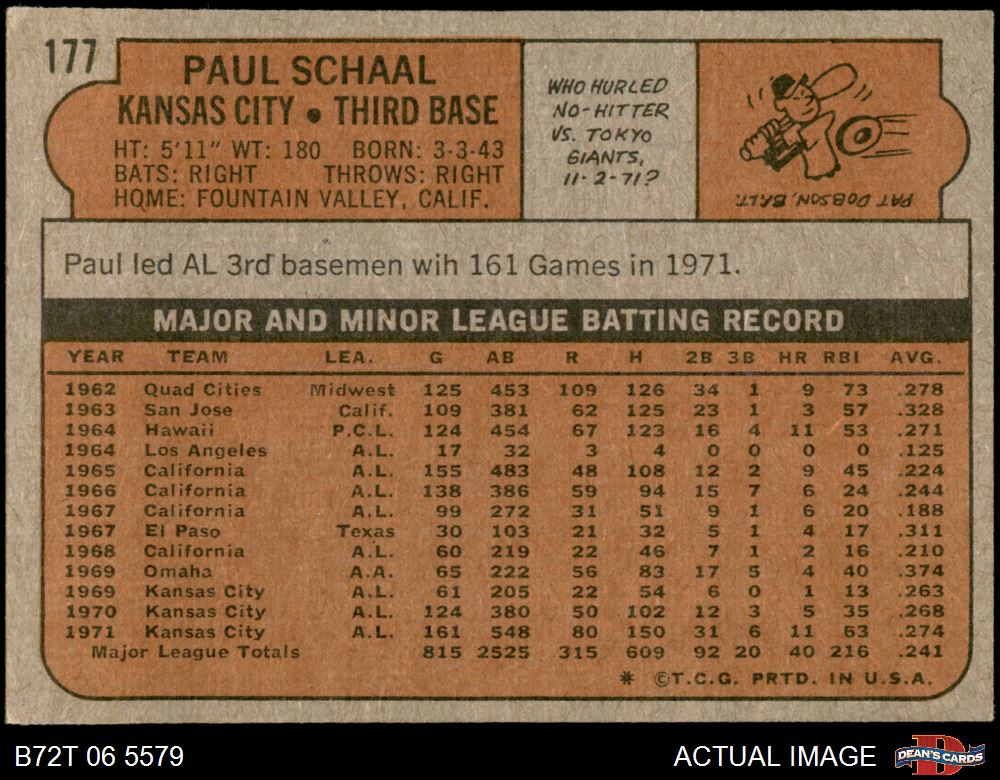 177
PAUL SCHAAL
KANSAS CITY • THIRD BASE
HT: 5'11" WT: 180 BORN: 3-3-43
BATS: RIGHT THROWS: RIGHT
HOME: FOUNTAIN VALLEY, CALIF.
WHO HURLED
NO-HITTER
VS. TOKYO
GIANTS,
11-2-71?
PAT DOBSON, BALT.
Paul led AL 3rd basemen wih 161 Games in 1971.
MAJOR AND MINOR LEAGUE BATTING RECORD
YEAR TEAM LEA. G AB R H 2B 3B HR RBI AVG.
1962 Quad Cities Midwest 125 453 109 126 34 1 9 73 .278
1963 San Jose Calif. 109 381 62 125 23 1 3 57 .328
1964 Hawaii P.C.L. 124 454 67 123 16 4 11 53 .271
1964 Los Angeles A.L. 17 32 3 4 0 0 0 0 .125
1965 California A.L. 155 483 48 108 12 2 9 45 .224
1966 California A.L. 138 386 59 94 15 7 6 24 .244
1967 California A.L. 99 272 31 51 9 1 6 20 .188
1967 El Paso Texas 30 103 21 32 5 1 4 17 .311
1968 California A.L. 60 219 22 46 7 1 2 16 .210
1969 Omaha A.A. 65 222 56 83 17 5 4 40 .374
1969 Kansas City A.L. 61 205 22 54 6 0 1 13 .263
1970 Kansas City A.L. 124 380 50 102 12 3 5 35 .268
1971 Kansas City A.L. 161 548 80 150 31 6 11 63 .274
Major League Totals 815 2525 315 609 92 20 40 216 .241
* ©T.C.G. PRTD. IN U.S.A.
B72T 06 5579
ACTUAL IMAGE
D
DEAN'S CARDS